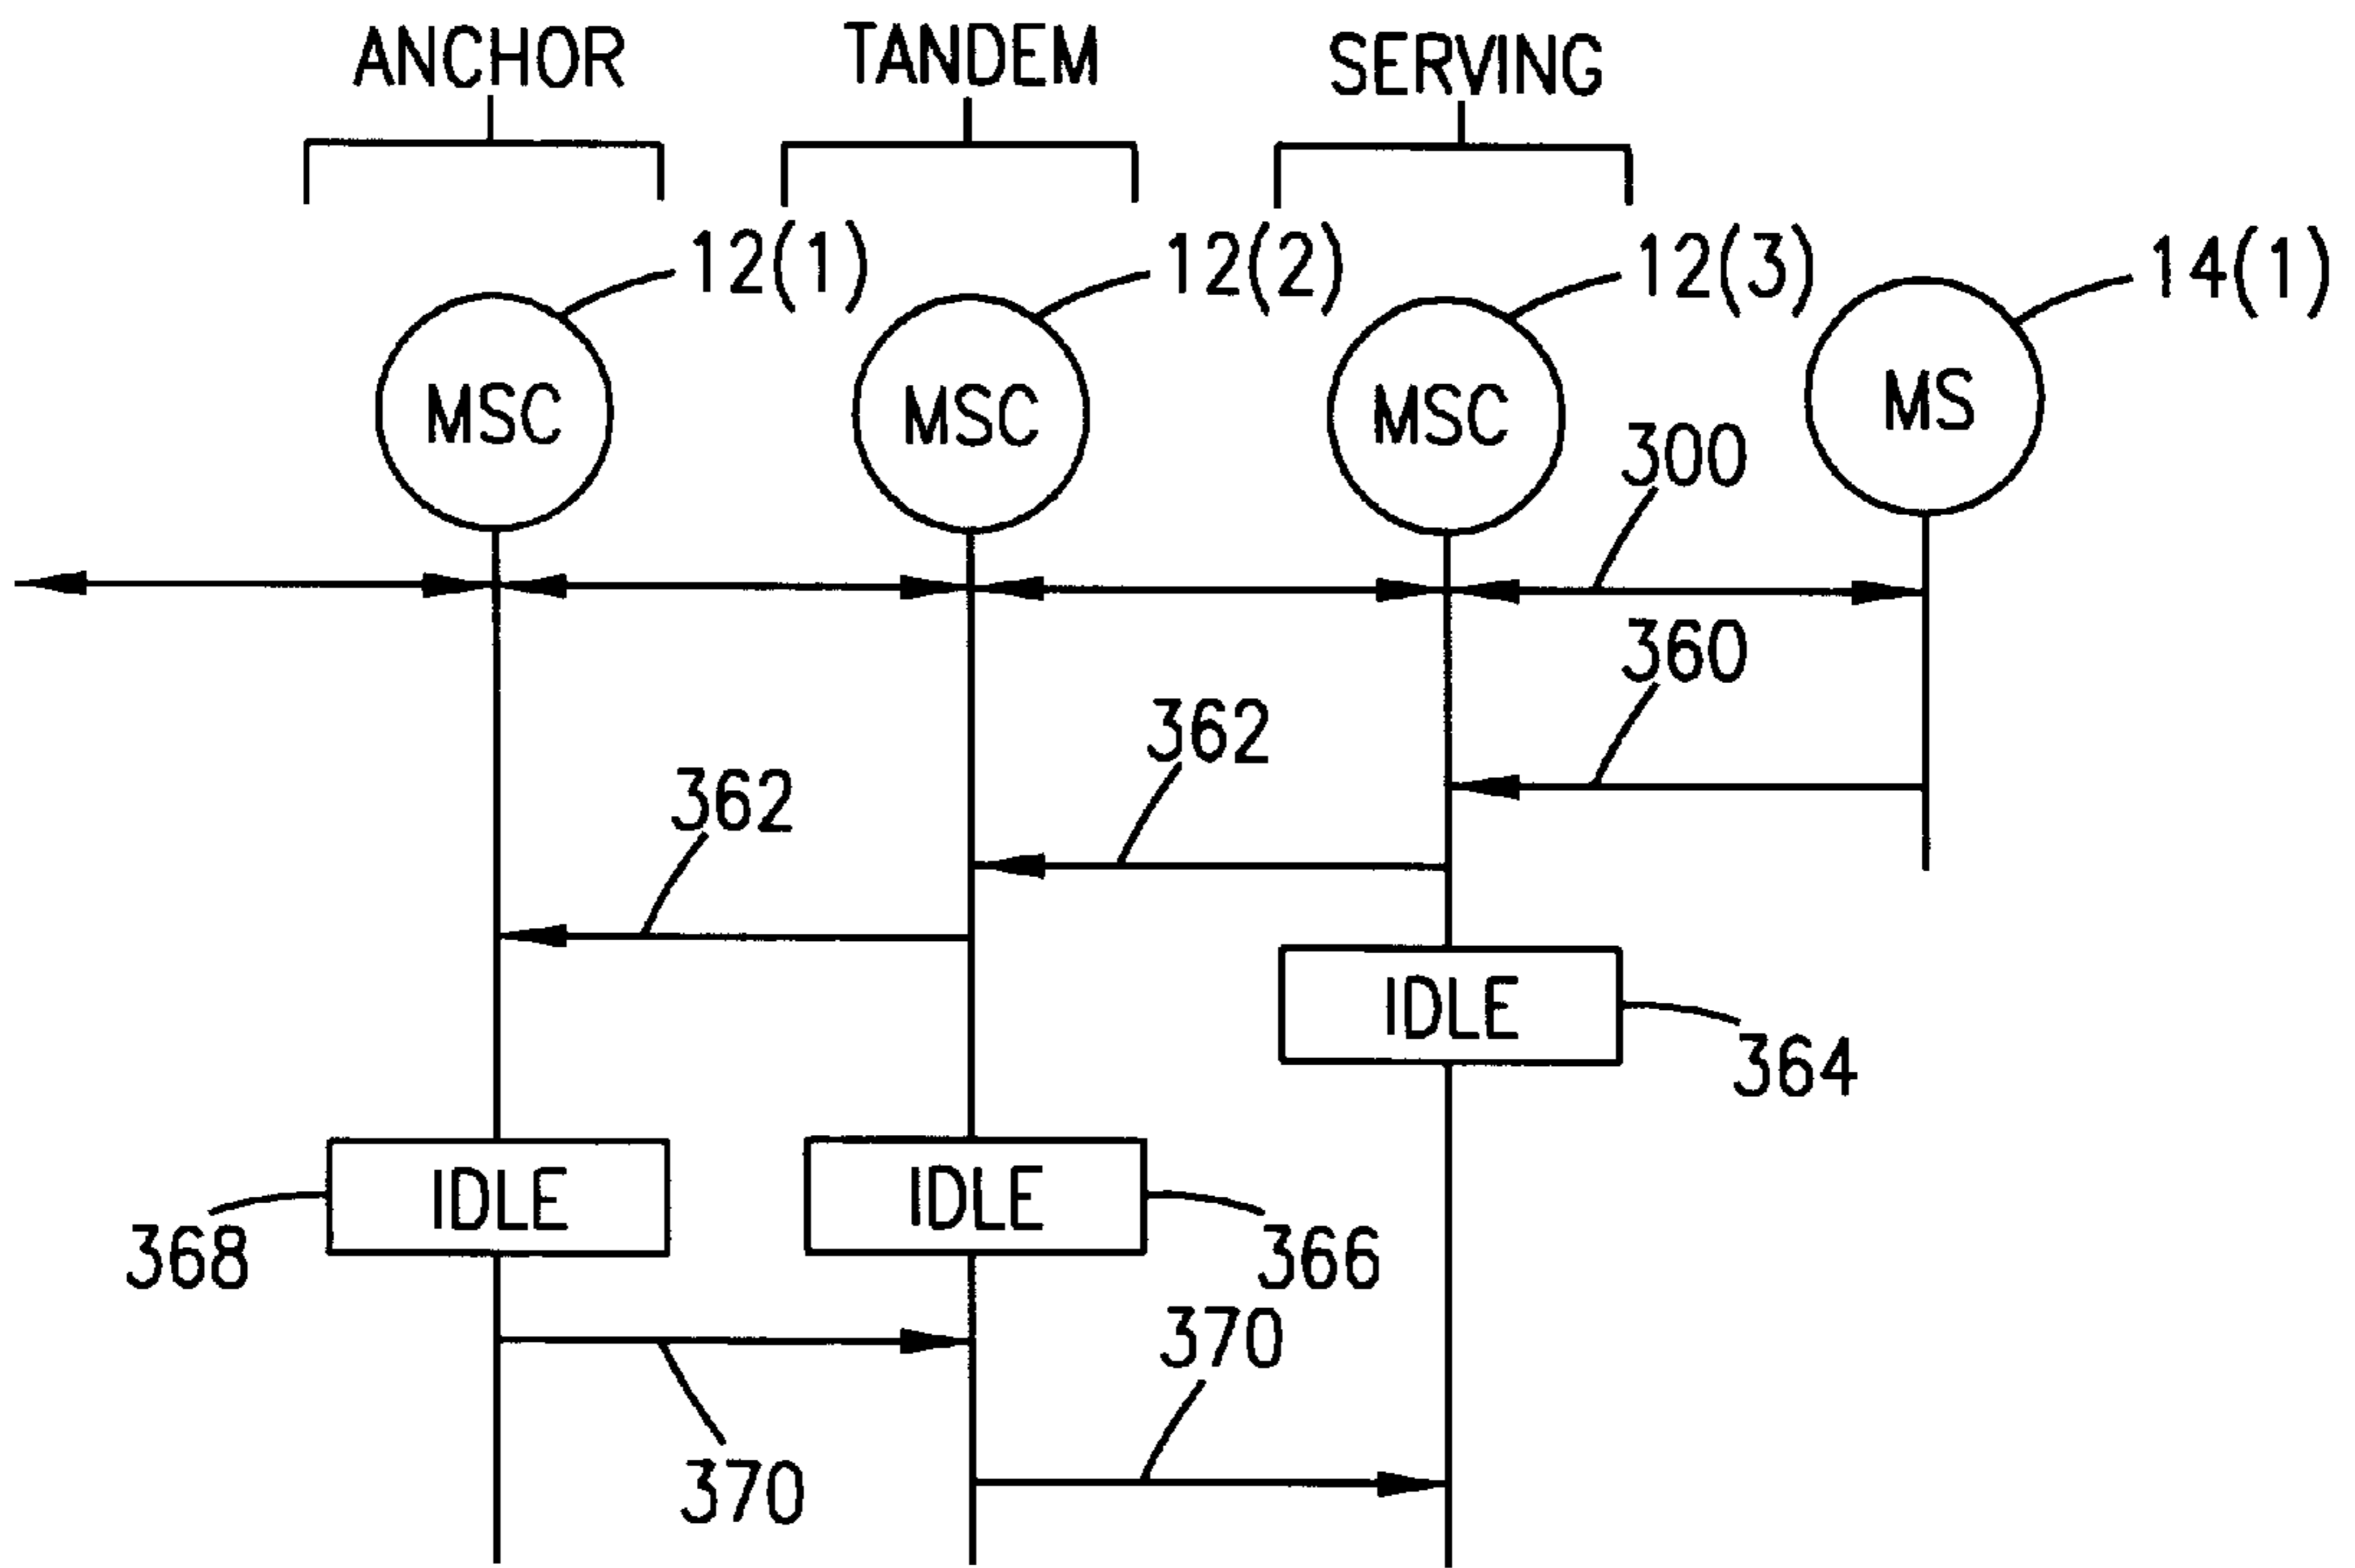 ANCHOR
TANDEM
SERVING
12(1)
12(2)
12(3)
14(1)
MSC
MSC
MSC
MS
300
360
362
362
IDLE
364
IDLE
368
IDLE
366
370
370